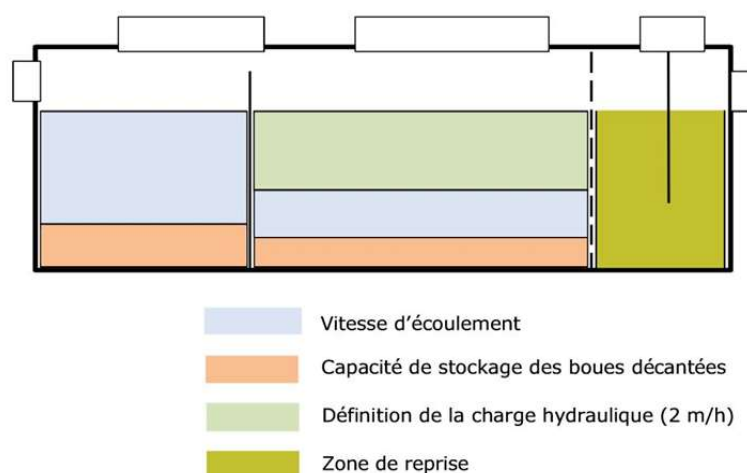 Vitesse d'écoulement
Capacité de stockage des boues décantées
Définition de la charge hydraulique (2 m/h)
Zone de reprise